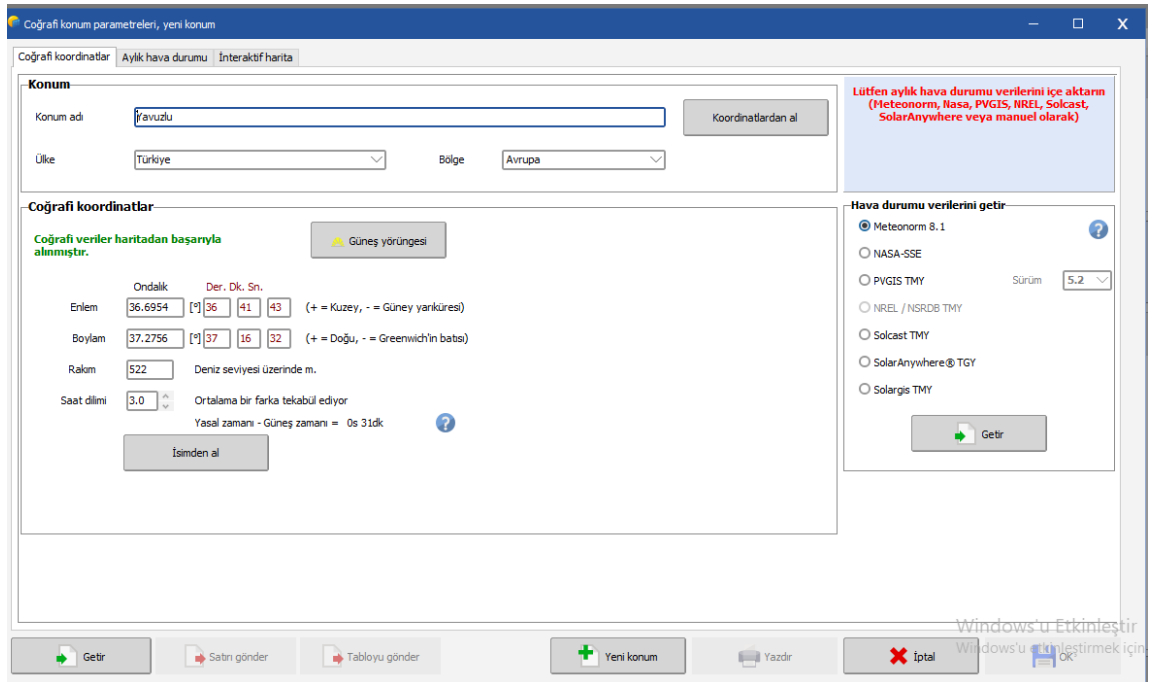 Coğrafi konum parametreleri, yeni konum
Coğrafi koordinatlar Aylık hava durumu İnteraktif harita
Konum
Konum adı Yavuzlu Koordinatlardan al
Ülke Türkiye Bölge Avrupa
Lütfen aylık hava durumu verilerini içe aktarın
(Meteonorm, Nasa, PVGIS, NREL, Solcast,
SolarAnywhere veya manuel olarak)
Coğrafi koordinatlar
Coğrafi veriler haritadan başarıyla
alınmıştır.
Güneş yörüngesi
Ondalık Der. Dk. Sn.
Enlem 36.6954 [°] 36 41 43 (+ = Kuzey, - = Güney yarıküresi)
Boylam 37.2756 [°] 37 16 32 (+ = Doğu, - = Greenwich'in batısı)
Rakım 522 Deniz seviyesi üzerinde m.
Saat dilimi 3.0 Ortalama bir farka tekabül ediyor
Yasal zamanı - Güneş zamanı = 0s 31dk ?
İsimden al
Hava durumu verilerini getir
Meteonorm 8.1 ?
NASA-SSE
PVGIS TMY Sürüm 5.2
NREL / NSRDB TMY
Solcast TMY
SolarAnywhere® TGY
Solargis TMY
Getir
Windows'u Etkinleştir
Windows'u etkinleştirmek için
Getir Satırı gönder Tabloyu gönder Yeni konum Yazdır İptal OK